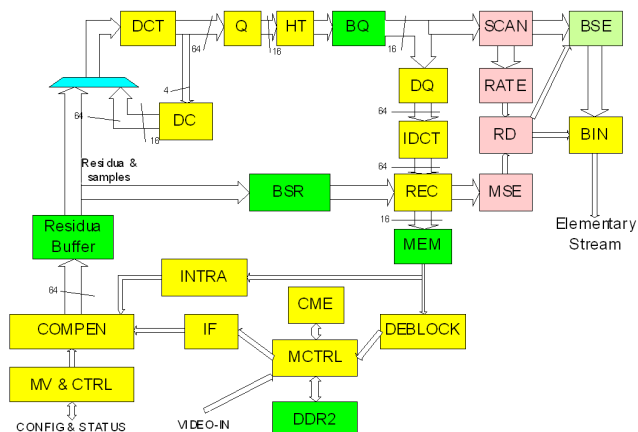 DCT
Q
HT
BQ
SCAN
BSE
64
16
16
4
DQ
RATE
DC
64
64
16
IDCT
RD
BIN
64
Residua &
samples
BSR
REC
MSE
16
Residua
Buffer
MEM
Elementary
Stream
INTRA
64
CME
COMPEN
IF
DEBLOCK
MCTRL
MV & CTRL
CONFIG & STATUS
VIDEO-IN
DDR2